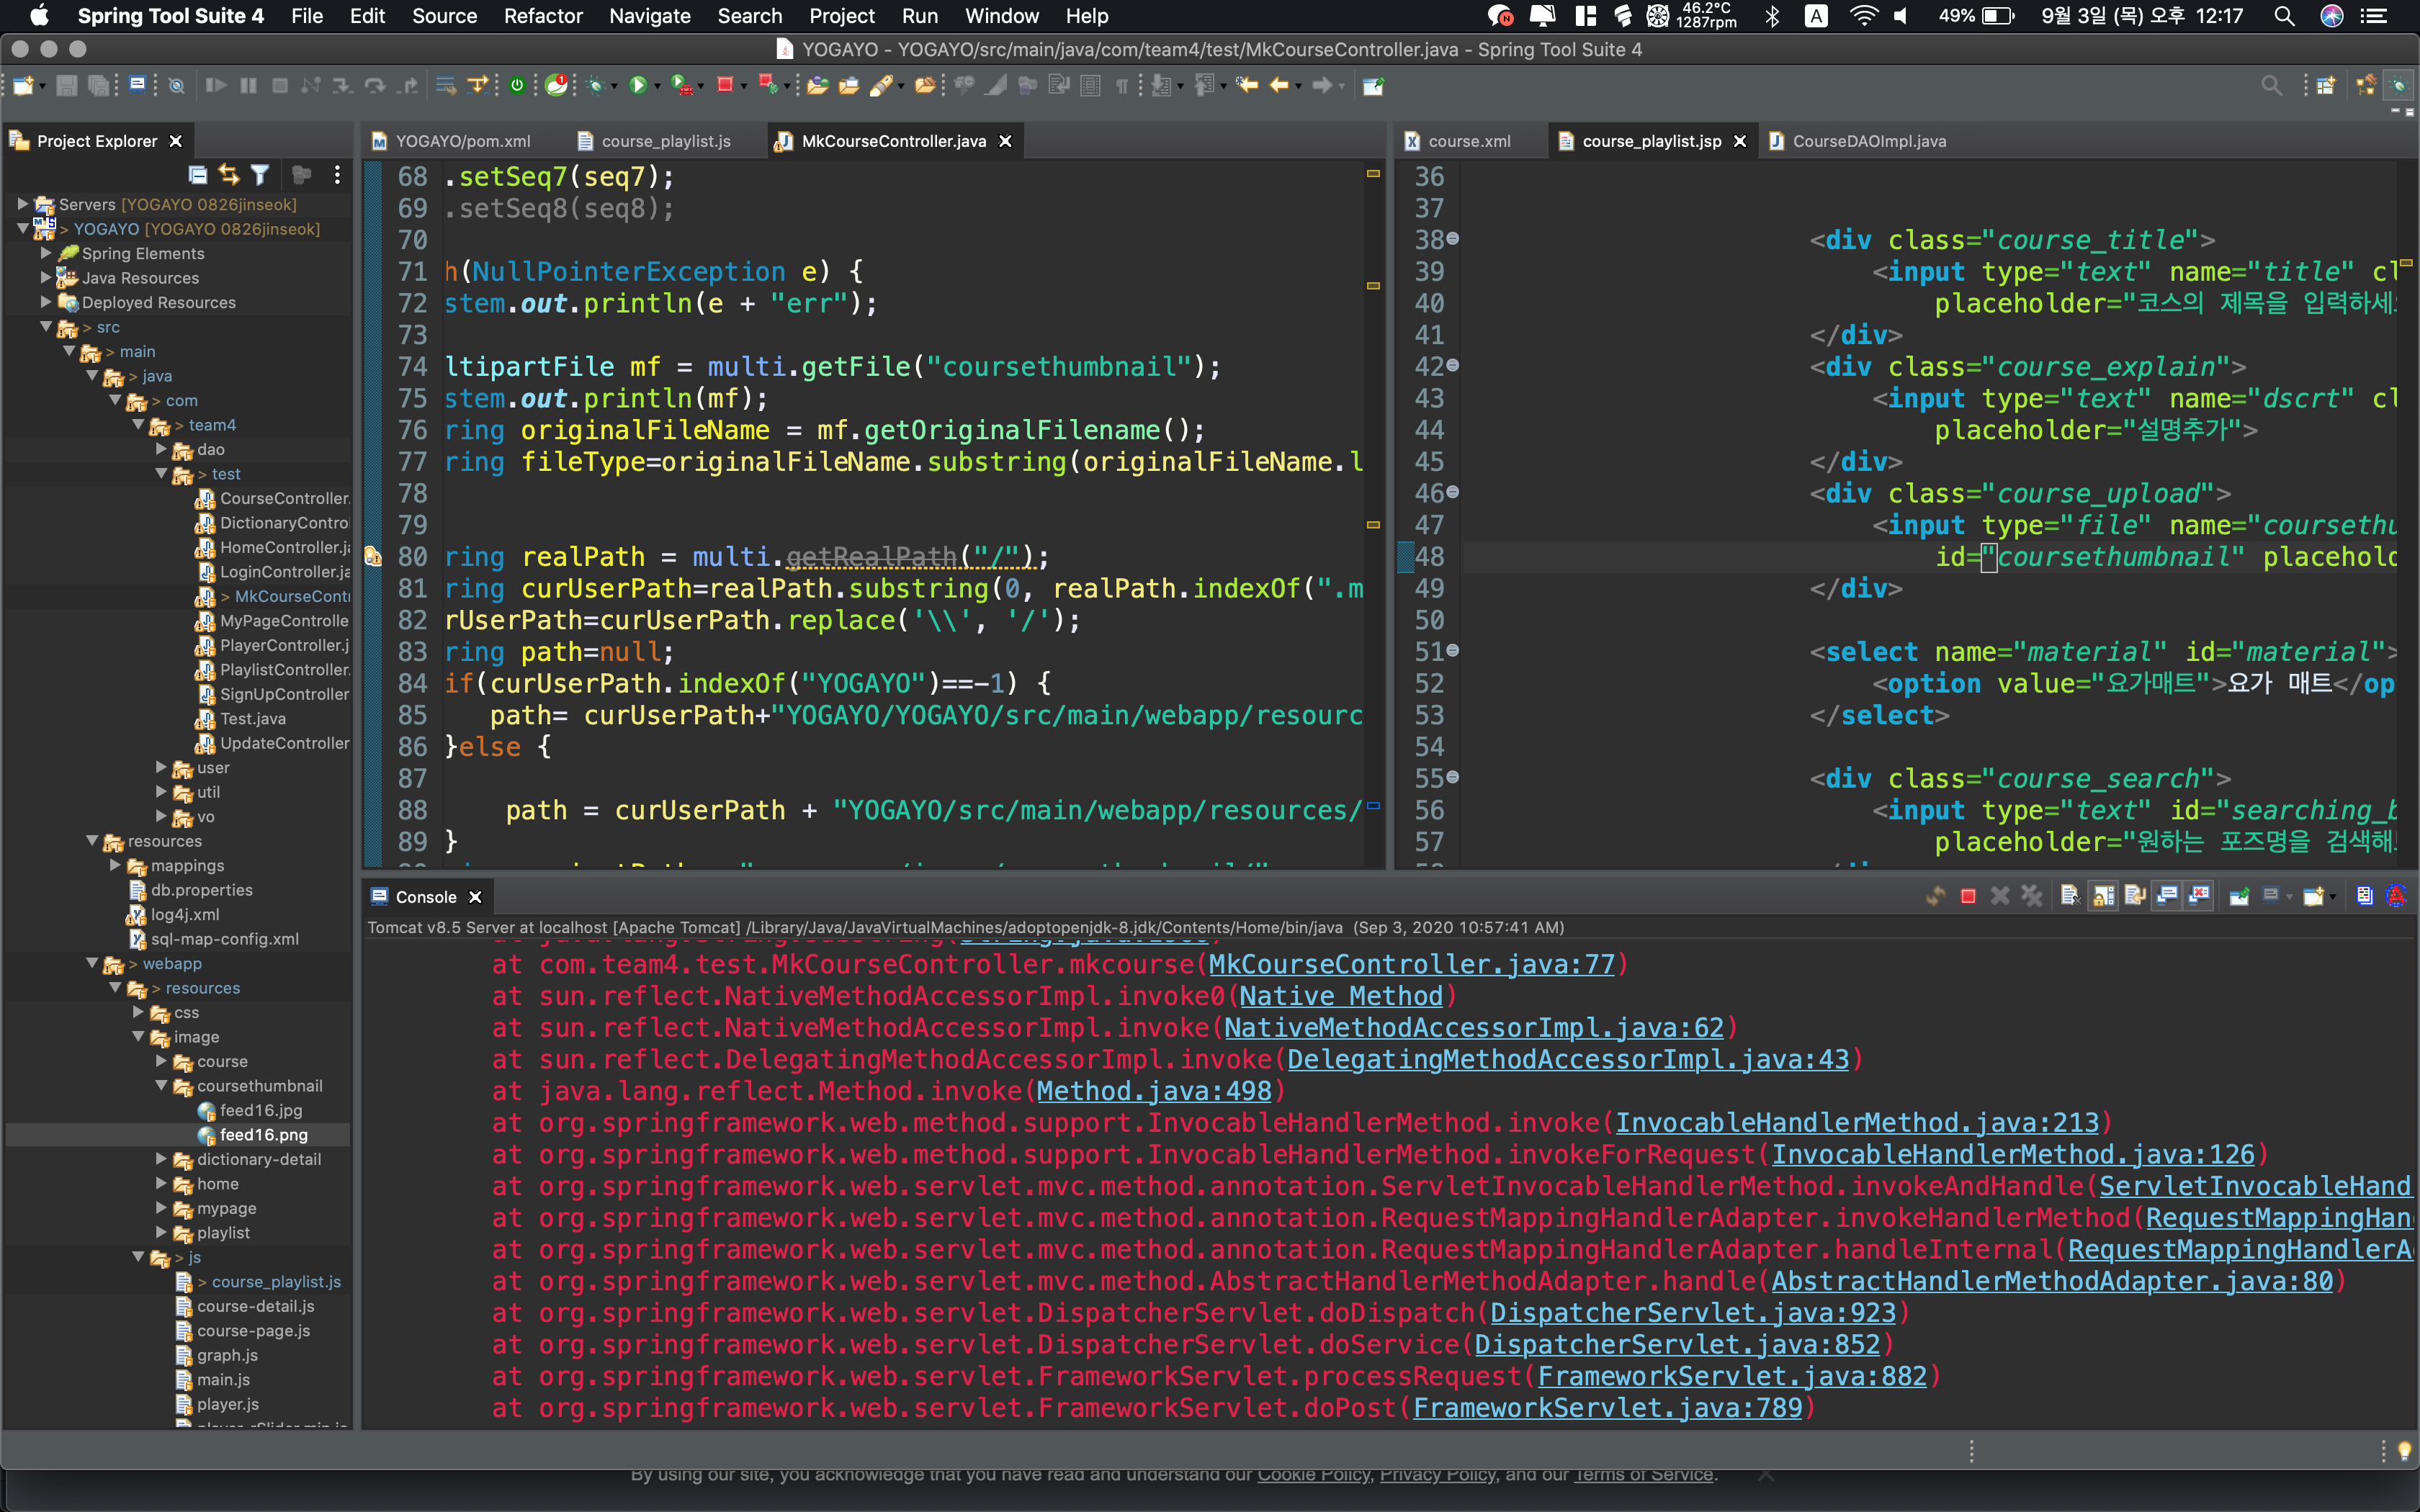 Spring Tool Suite 4 File Edit Source Refactor Navigate Search Project Run Window Help 46.2°C 1287rpm A 49% 9월 3일 (목) 오후 12:17
YOGAYO - YOGAYO/src/main/java/com/team4/test/MkCourseController.java - Spring Tool Suite 4
Project Explorer
Servers [YOGAYO 0826jinseok]
> YOGAYO [YOGAYO 0826jinseok]
Spring Elements
Java Resources
Deployed Resources
> src
> main
> java
> com
> team4
dao
> test
CourseController.
DictionaryContro
HomeController.ja
LoginController.ja
> MkCourseContr
MyPageControlle
PlayerController.j
PlaylistController.
SignUpController
Test.java
UpdateController
user
util
vo
resources
mappings
db.properties
log4j.xml
sql-map-config.xml
> webapp
> resources
css
image
course
coursethumbnail
feed16.jpg
feed16.png
dictionary-detail
home
mypage
playlist
> js
> course_playlist.js
course-detail.js
course-page.js
graph.js
main.js
player.js
YOGAYO/pom.xml course_playlist.js MkCourseController.java
68 .setSeq7(seq7);
69 .setSeq8(seq8);
70
71 h(NullPointerException e) {
72 stem.out.println(e + "err");
73
74 ltipartFile mf = multi.getFile("coursethumbnail");
75 stem.out.println(mf);
76 ring originalFileName = mf.getOriginalFilename();
77 ring fileType=originalFileName.substring(originalFileName.l
78
79
80 ring realPath = multi.getRealPath("/");
81 ring curUserPath=realPath.substring(0, realPath.indexOf(".m
82 rUserPath=curUserPath.replace('\\', '/');
83 ring path=null;
84 if(curUserPath.indexOf("YOGAYO")==-1) {
85 path= curUserPath+"YOGAYO/YOGAYO/src/main/webapp/resourc
86 }else {
87
88 path = curUserPath + "YOGAYO/src/main/webapp/resources/
89 }
course.xml course_playlist.jsp CourseDAOImpl.java
36
37
38 <div class="course_title">
39 <input type="text" name="title" cl
40 placeholder="코스의 제목을 입력하세요
41 </div>
42 <div class="course_explain">
43 <input type="text" name="dscrt" cl
44 placeholder="설명추가">
45 </div>
46 <div class="course_upload">
47 <input type="file" name="coursethu
48 id="coursethumbnail" placehold
49 </div>
50
51 <select name="material" id="material">
52 <option value="요가매트">요가 매트</op
53 </select>
54
55 <div class="course_search">
56 <input type="text" id="searching_b
57 placeholder="원하는 포즈명을 검색해보
Console
Tomcat v8.5 Server at localhost [Apache Tomcat] /Library/Java/JavaVirtualMachines/adoptopenjdk-8.jdk/Contents/Home/bin/java (Sep 3, 2020 10:57:41 AM)
at com.team4.test.MkCourseController.mkcourse(MkCourseController.java:77)
at sun.reflect.NativeMethodAccessorImpl.invoke0(Native Method)
at sun.reflect.NativeMethodAccessorImpl.invoke(NativeMethodAccessorImpl.java:62)
at sun.reflect.DelegatingMethodAccessorImpl.invoke(DelegatingMethodAccessorImpl.java:43)
at java.lang.reflect.Method.invoke(Method.java:498)
at org.springframework.web.method.support.InvocableHandlerMethod.invoke(InvocableHandlerMethod.java:213)
at org.springframework.web.method.support.InvocableHandlerMethod.invokeForRequest(InvocableHandlerMethod.java:126)
at org.springframework.web.servlet.mvc.method.annotation.ServletInvocableHandlerMethod.invokeAndHandle(ServletInvocableHand
at org.springframework.web.servlet.mvc.method.annotation.RequestMappingHandlerAdapter.invokeHandlerMethod(RequestMappingHan
at org.springframework.web.servlet.mvc.method.annotation.RequestMappingHandlerAdapter.handleInternal(RequestMappingHandlerA
at org.springframework.web.servlet.mvc.method.AbstractHandlerMethodAdapter.handle(AbstractHandlerMethodAdapter.java:80)
at org.springframework.web.servlet.DispatcherServlet.doDispatch(DispatcherServlet.java:923)
at org.springframework.web.servlet.DispatcherServlet.doService(DispatcherServlet.java:852)
at org.springframework.web.servlet.FrameworkServlet.processRequest(FrameworkServlet.java:882)
at org.springframework.web.servlet.FrameworkServlet.doPost(FrameworkServlet.java:789)
By using our site, you acknowledge that you have read and understand our Cookie Policy, Privacy Policy, and our Terms of Service.